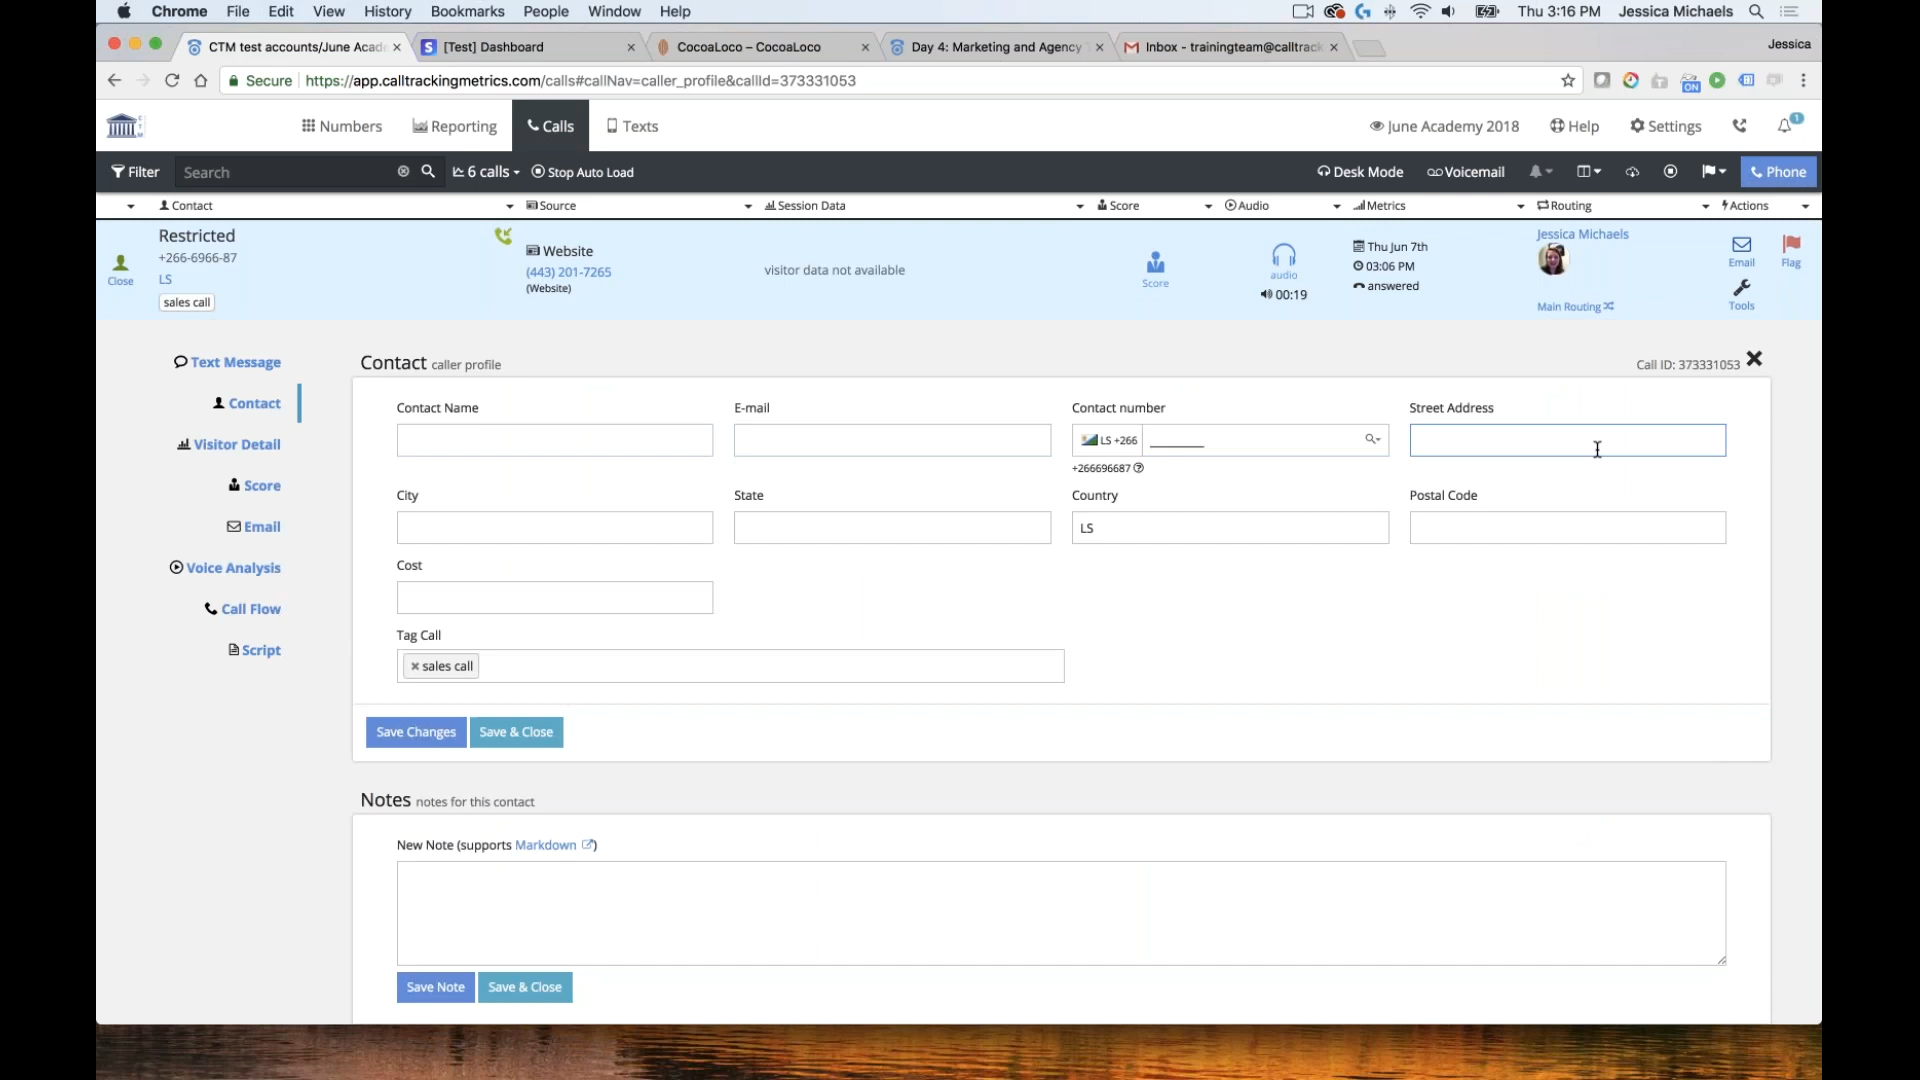 Chrome File Edit View History Bookmarks People Window Help Thu 3:16 PM Jessica Michaels
CTM test accounts/June Acade [Test] Dashboard CocoaLoco – CocoaLoco Day 4: Marketing and Agency Inbox - trainingteam@calltrack Jessica
Secure https://app.calltrackingmetrics.com/calls#callNav=caller_profile&callId=373331053 ON
Numbers Reporting Calls Texts June Academy 2018 Help Settings 1
Filter Search 6 calls Stop Auto Load Desk Mode Voicemail Phone
Contact Source Session Data Score Audio Metrics Routing Actions
Restricted
+266-6966-87
LS
sales call
Close
Website
(443) 201-7265
(Website)
visitor data not available
Score
audio
00:19
Thu Jun 7th
03:06 PM
answered
Jessica Michaels
Main Routing
Email
Flag
Tools
Text Message
Contact
Visitor Detail
Score
Email
Voice Analysis
Call Flow
Script
Contact caller profile Call ID: 373331053
Contact Name E-mail Contact number Street Address
LS +266
+266696687
City State Country Postal Code
LS
Cost
Tag Call
sales call
Save Changes Save & Close
Notes notes for this contact
New Note (supports Markdown)
Save Note Save & Close